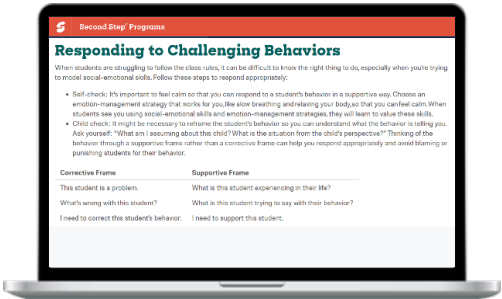 Second Step® Programs
Responding to Challenging Behaviors
When students are struggling to follow the class rules, it can be difficult to know the right thing to do, especially when you're trying
to model social-emotional skills. Follow these steps to respond appropriately:
• Self-check: It's important to feel calm so that you can respond to a student's behavior in a supportive way. Choose an
emotion-management strategy that works for you, like slow breathing and relaxing your body, so that you can feel calm. When
students see you using social-emotional skills and emotion-management strategies, they will learn to value these skills.
• Child check: It might be necessary to reframe the student's behavior so you can understand what the behavior is telling you.
Ask yourself: "What am I assuming about this child? What is the situation from the child's perspective?" Thinking of the
behavior through a supportive frame rather than a corrective frame can help you respond appropriately and avoid blaming or
punishing students for their behavior.
Corrective Frame Supportive Frame
This student is a problem. What is this student experiencing in their life?
What's wrong with this student? What is this student trying to say with their behavior?
I need to correct this student's behavior. I need to support this student.